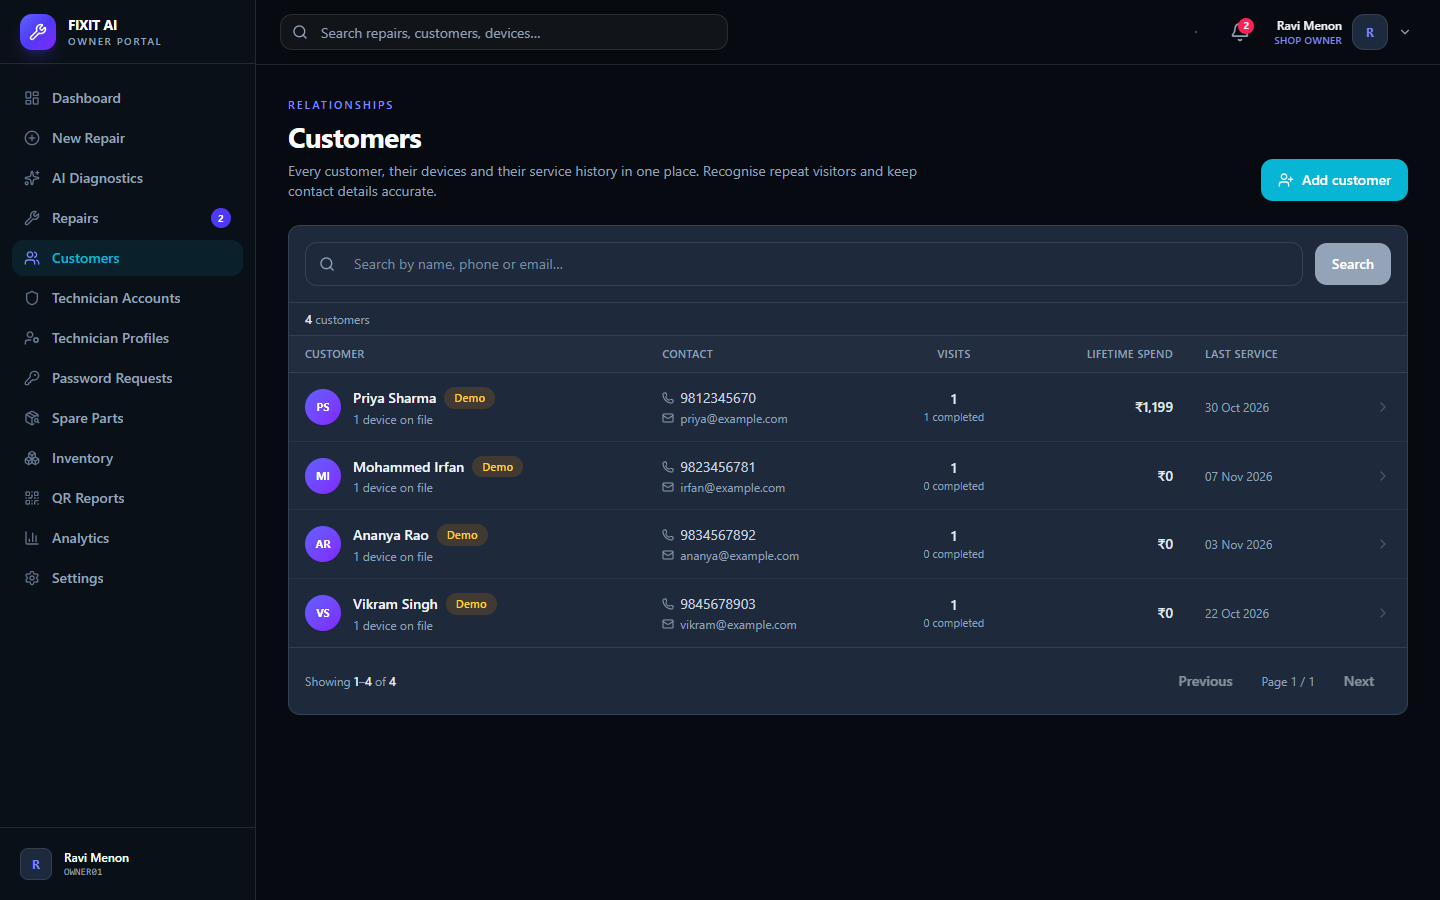 FIXIT AI
OWNER PORTAL
Search repairs, customers, devices...
2
Ravi Menon
SHOP OWNER
R
Dashboard
New Repair
AI Diagnostics
Repairs
2
Customers
Technician Accounts
Technician Profiles
Password Requests
Spare Parts
Inventory
QR Reports
Analytics
Settings
R
Ravi Menon
OWNER01
RELATIONSHIPS
Customers
Every customer, their devices and their service history in one place. Recognise repeat visitors and keep
contact details accurate.
Add customer
Search by name, phone or email...
Search
4 customers
CUSTOMER CONTACT VISITS LIFETIME SPEND LAST SERVICE
PS
Priya Sharma Demo
1 device on file
9812345670
priya@example.com
1
1 completed
₹1,199
30 Oct 2026
MI
Mohammed Irfan Demo
1 device on file
9823456781
irfan@example.com
1
0 completed
₹0
07 Nov 2026
AR
Ananya Rao Demo
1 device on file
9834567892
ananya@example.com
1
0 completed
₹0
03 Nov 2026
VS
Vikram Singh Demo
1 device on file
9845678903
vikram@example.com
1
0 completed
₹0
22 Oct 2026
Showing 1–4 of 4
Previous
Page 1 / 1
Next